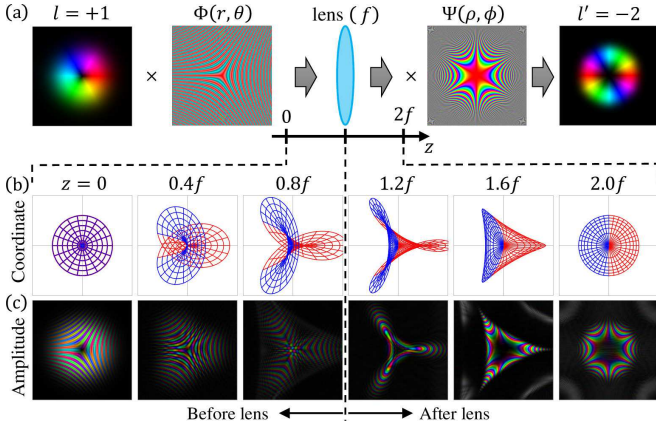 (a) l = +1 Φ(r, θ) lens (f) Ψ(ρ, ϕ) l′ = −2
× ×
0 2f
z
(b) z = 0 0.4f 0.8f 1.2f 1.6f 2.0f
Coordinate
(c)
Amplitude
Before lens After lens